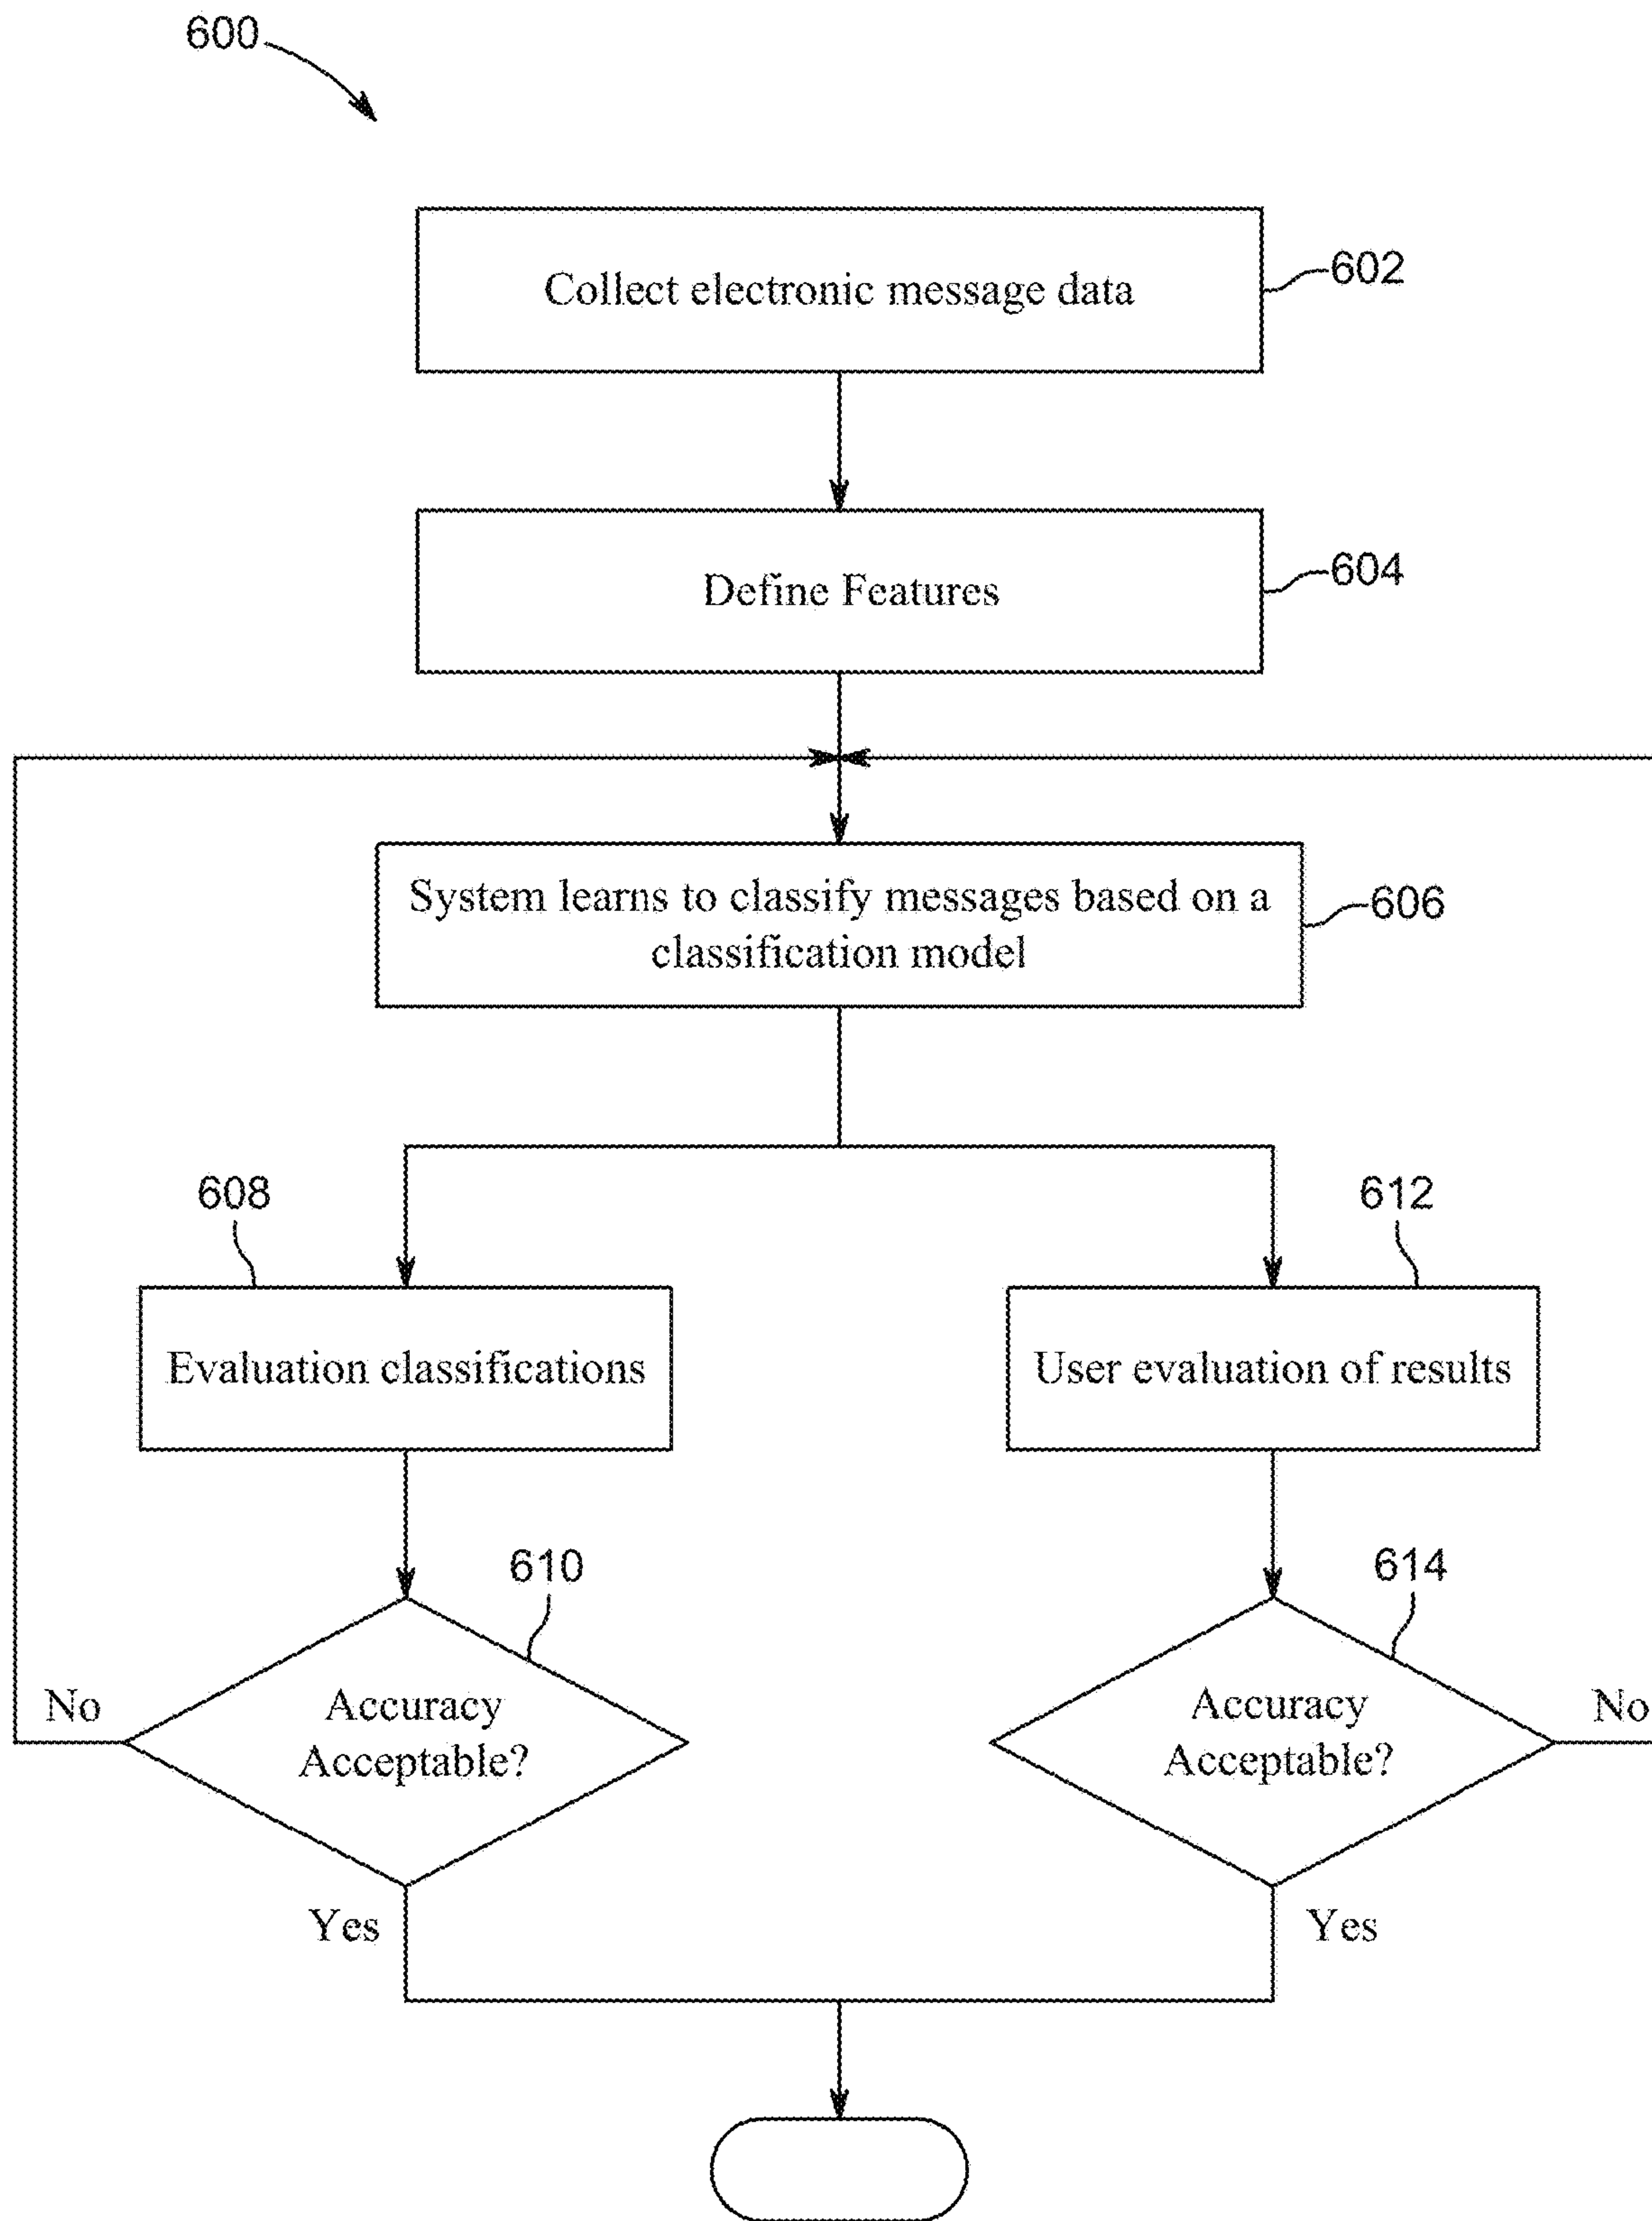 600
Collect electronic message data
602
Define Features
604
System learns to classify messages based on a
classification model
606
608
612
Evaluation classifications
User evaluation of results
610
614
No
Accuracy
Acceptable?
Accuracy
Acceptable?
No
Yes
Yes